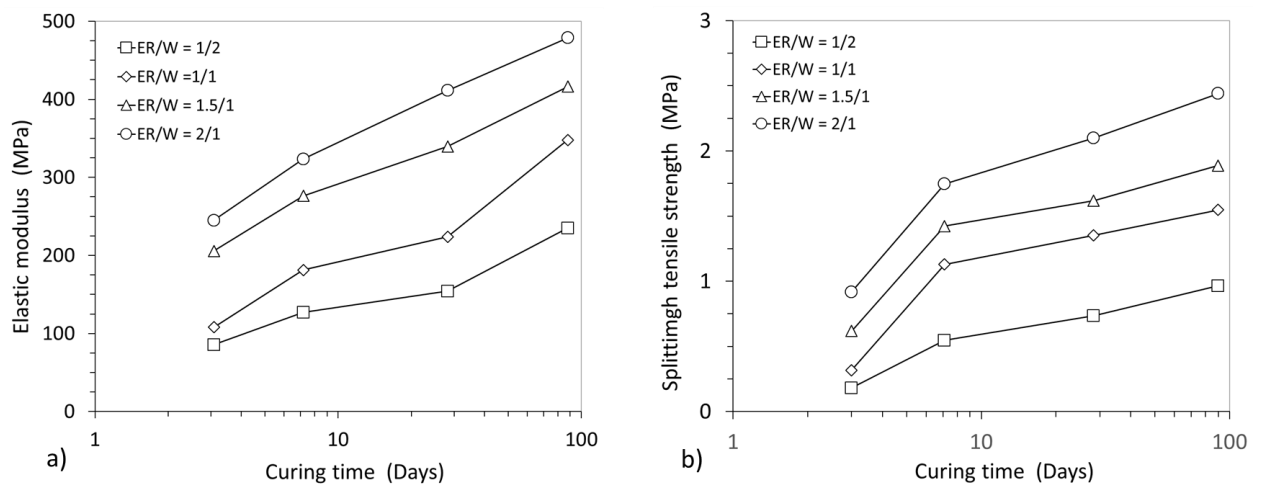 500
400
300
200
100
0
Elastic modulus (MPa)
ER/W = 1/2
ER/W =1/1
ER/W = 1.5/1
ER/W = 2/1
1
10
100
Curing time (Days)
a)
3
2
1
0
Splittimgh tensile strength (MPa)
ER/W = 1/2
ER/W = 1/1
ER/W = 1.5/1
ER/W = 2/1
1
10
100
Curing time (Days)
b)